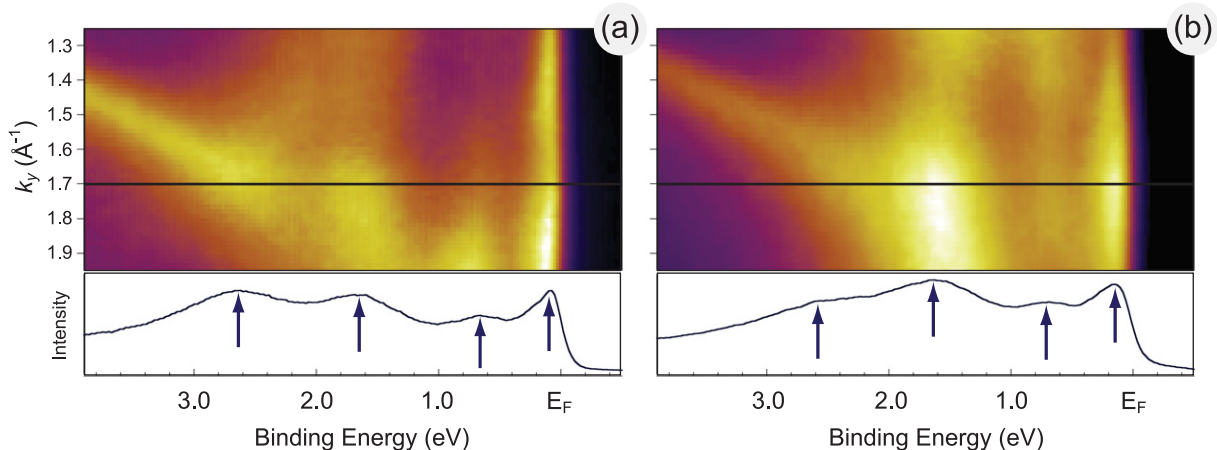 (a)
(b)
1.3
1.4
1.5
1.6
1.7
1.8
1.9
k_y (Å⁻¹)
Intensity
3.0 2.0 1.0 E_F
3.0 2.0 1.0 E_F
Binding Energy (eV)
Binding Energy (eV)